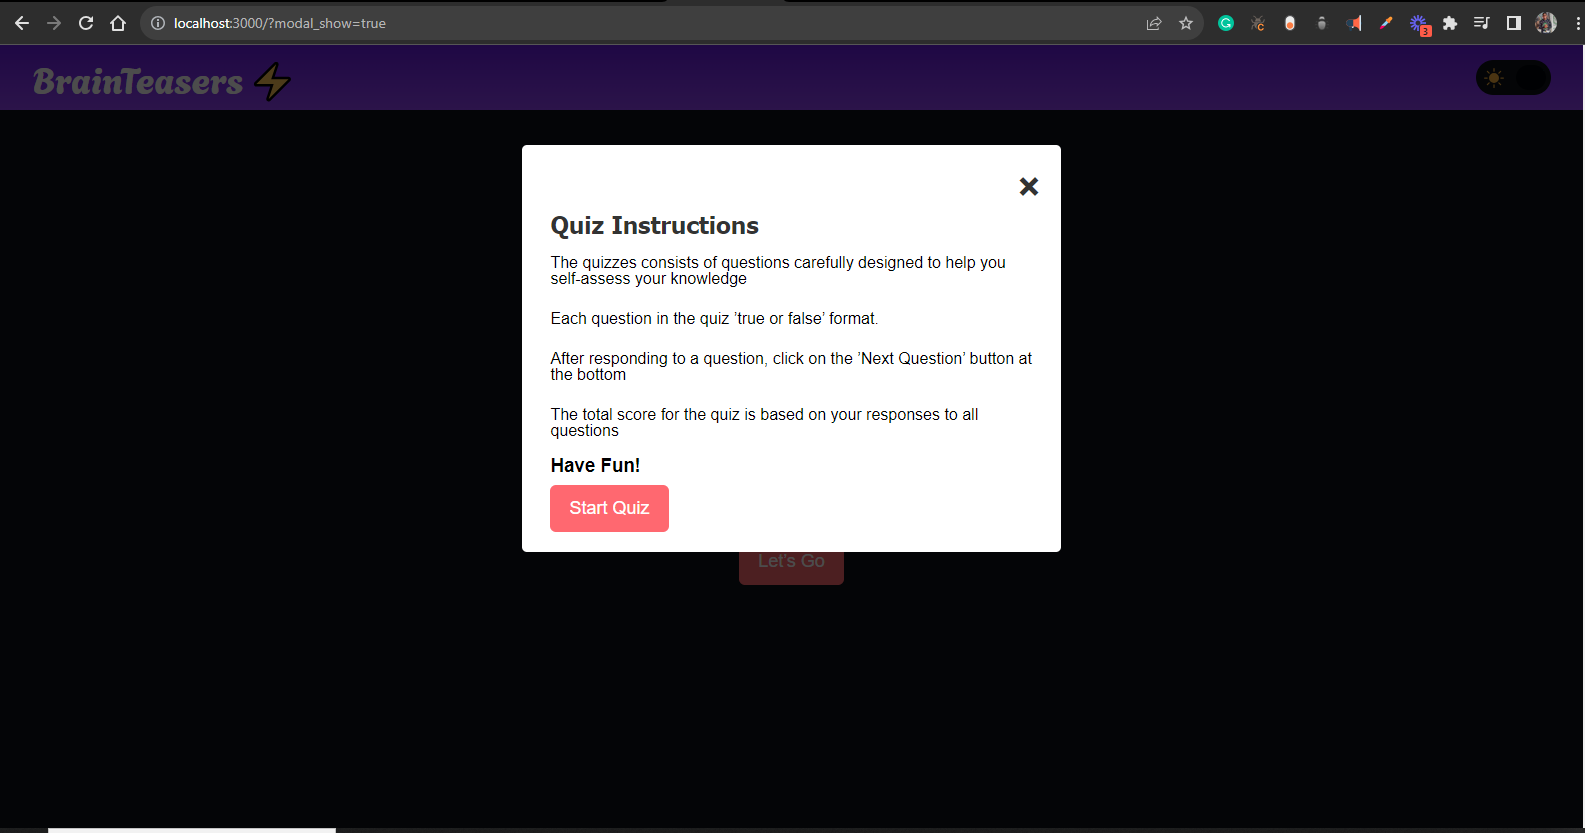 localhost:3000/?modal_show=true
3
BrainTeasers
Quiz Instructions
The quizzes consists of questions carefully designed to help you
self-assess your knowledge
Each question in the quiz ’true or false’ format.
After responding to a question, click on the ’Next Question’ button at
the bottom
The total score for the quiz is based on your responses to all
questions
Have Fun!
Start Quiz
Let's Go